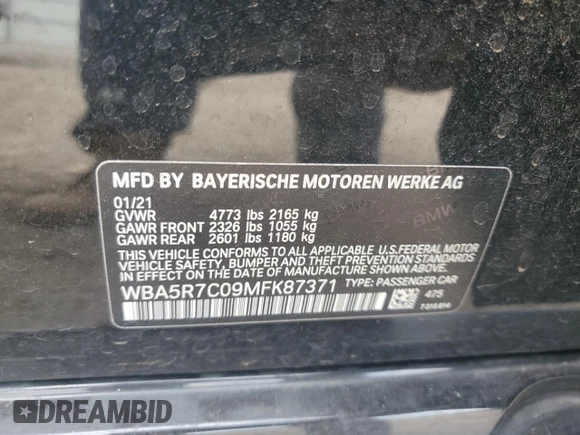 MFD BY BAYERISCHE MOTOREN WERKE AG
01/21
GVWR 4773 lbs 2165 kg
GAWR FRONT 2326 lbs 1055 kg
GAWR REAR 2601 lbs 1180 kg
THIS VEHICLE CONFORMS TO ALL APPLICABLE U.S. FEDERAL MOTOR
VEHICLE SAFETY, BUMPER, AND THEFT PREVENTION STANDARDS
IN EFFECT ON THE DATE OF MANUFACTURE SHOWN ABOVE.
WBA5R7C09MFK87371 TYPE: PASSENGER CAR
475
DREAMBID